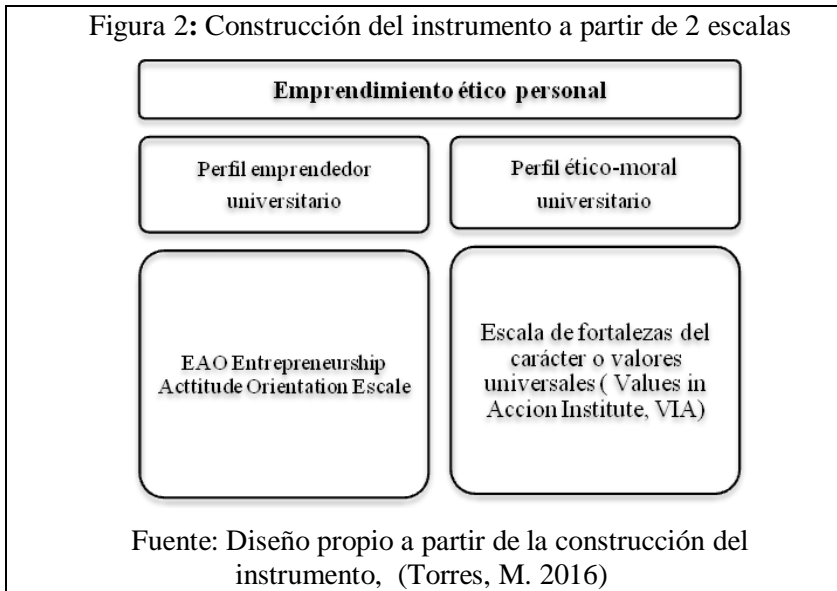 Figura 2: Construcción del instrumento a partir de 2 escalas
Emprendimiento ético personal
Perfil emprendedor
universitario
Perfil ético-moral
universitario
EAO Entrepreneurship
Acttitude Orientation Escale
Escala de fortalezas del
carácter o valores
universales ( Values in
Accion Institute, VIA)
Fuente: Diseño propio a partir de la construcción del
instrumento, (Torres, M. 2016)